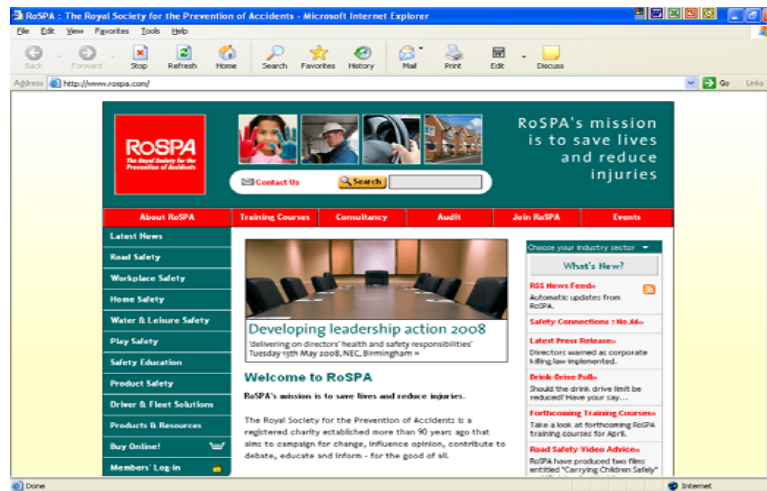 RoSPA : The Royal Society for the Prevention of Accidents - Microsoft Internet Explorer
File Edit View Favorites Tools Help
Back Forward Stop Refresh Home Search Favorites History Mail Print Edit Discuss
Address http://www.rospa.com/ Go Links
RoSPA
The Royal Society for the
Prevention of Accidents
Contact Us Search
RoSPA's mission
is to save lives
and reduce
injuries
About RoSPA Training Courses Consultancy Audit Join RoSPA Events
Latest News
Road Safety
Workplace Safety
Home Safety
Water & Leisure Safety
Play Safety
Safety Education
Product Safety
Driver & Fleet Solutions
Products & Resources
Buy Online!
Members' Log-in
Developing leadership action 2008
'delivering on directors' health and safety responsibilities'
Tuesday 13th May 2008, NEC, Birmingham »
Welcome to RoSPA
RoSPA's mission is to save lives and reduce injuries.
The Royal Society for the Prevention of Accidents is a
registered charity established more than 90 years ago that
aims to campaign for change, influence opinion, contribute to
debate, educate and inform - for the good of all.
Choose your industry sector
What's New?
RSS News Feed»
Automatic updates from
RoSPA.
Safety Connections : No.46»
Latest Press
Release»
Directors warned as corporate
killing law implemented.
Drink-Drive Poll»
Should the drink drive limit be
reduced? Have your say...
Forthcoming Training Courses»
Take a look at forthcoming RoSPA
training courses for April.
Road Safety Video Advice»
RoSPA have produced two films
entitled "Carrying Children Safely"
Done Internet